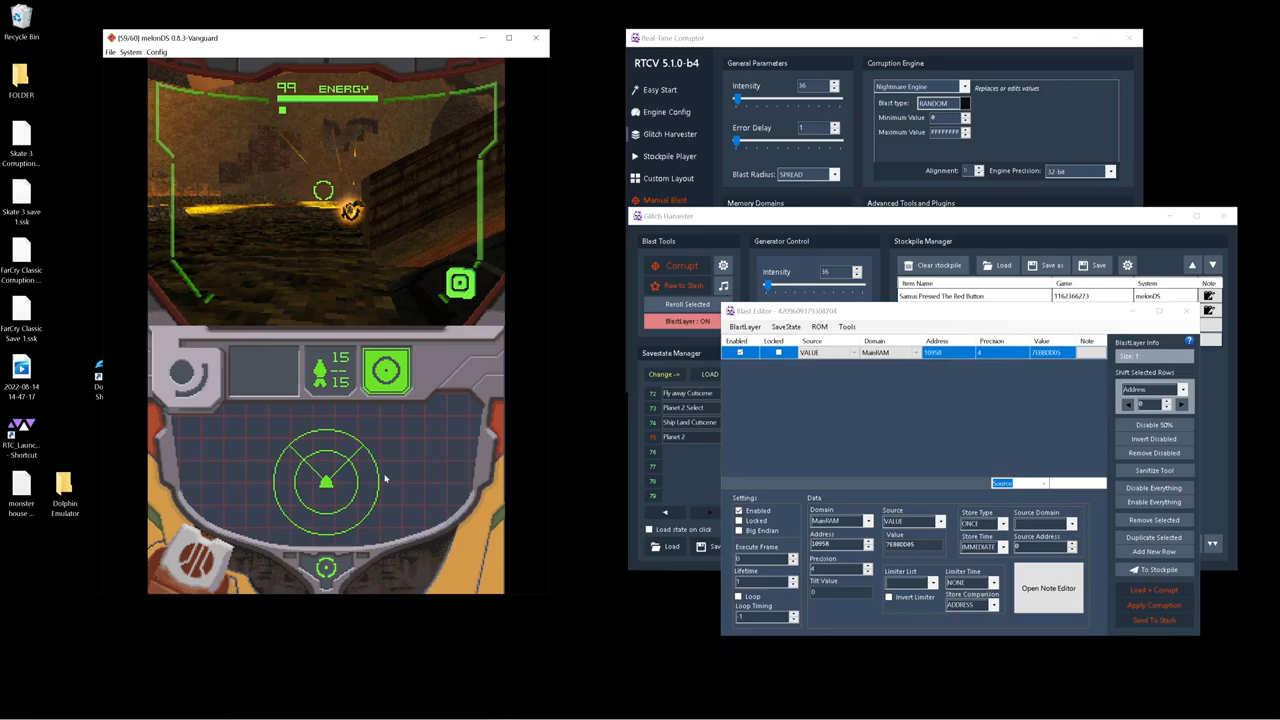 Recycle Bin
FOLDER
Skate 3
Corruption...
Skate 3 save
1.ssk
FarCry Classic
Corruption ...
FarCry Classic
Save 1.ssk
2022-08-14
14-47-17
Do
Sh
RTC_Launc...
- Shortcut
monster
house ...
Dolphin
Emulator
[59/60] melonDS 0.8.3-Vanguard
File System Config
99 ENERGY
15
15
Real-Time Corruptor
RTCV 5.1.0-b4
Easy Start
Engine Config
Glitch Harvester
Stockpile Player
Custom Layout
Manual Blast
General Parameters
Intensity 36
Error Delay 1
Blast Radius: SPREAD
Memory Domains
Corruption Engine
Nightmare Engine Replaces or edits values
Blast type: RANDOM
Minimum Value 0
Maximum Value FFFFFFFF
Alignment: 0 Engine Precision: 32-bit
Advanced Tools and Plugins
Glitch Harvester
Blast Tools
Corrupt
Raw to Stash
Reroll Selected
BlastLayer : ON
Generator Control
Intensity 36
Stockpile Manager
Clear stockpile Load Save as Save
Item Name Game System Note
Samus Pressed The Red Button 1162366273 melonDS
Savestate Manager
Change -> LOAD
72 Fly away Cutscene
73 Planet 2 Select
74 Ship Land Cutscene
75 Planet 2
76
77
78
79
Load state on click
Load Sav
Blast Editor - 4209609179308704
BlastLayer SaveState ROM Tools
Enabled Locked Source Domain Address Precision Value Note
VALUE MainRAM 10958 4 7EBBDD05
Source
BlastLayer Info
Size: 1
Shift Selected Rows
Address
0
Disable 50%
Invert Disabled
Remove Disabled
Sanitize Tool
Disable Everything
Enable Everything
Remove Selected
Duplicate Selected
Add New Row
To Stockpile
Load + Corrupt
Apply Corruption
Send To Stash
Settings
Enabled
Locked
Big Endian
Execute Frame
0
Lifetime
1
Loop
Loop Timing
-1
Data
Domain
MainRAM
Address
10958
Precision
4
Tilt Value
0
Source
VALUE
Value
7EBBDD05
Limiter List
Invert Limiter
Store Type
ONCE
Store Time
IMMEDIATE
Limiter Time
NONE
Store Comparison
ADDRESS
Source Domain
Source Address
0
Open Note Editor